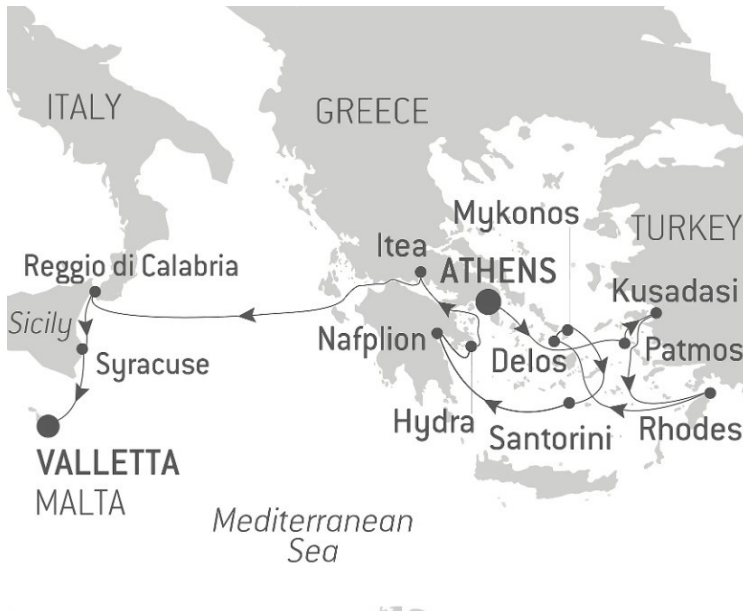 ITALY
GREECE
Mykonos
TURKEY
Itea
ATHENS
Reggio di Calabria
Kusadasi
Sicily
Nafplion
Delos
Patmos
Syracuse
Hydra
Santorini
Rhodes
VALLETTA
MALTA
Mediterranean
Sea